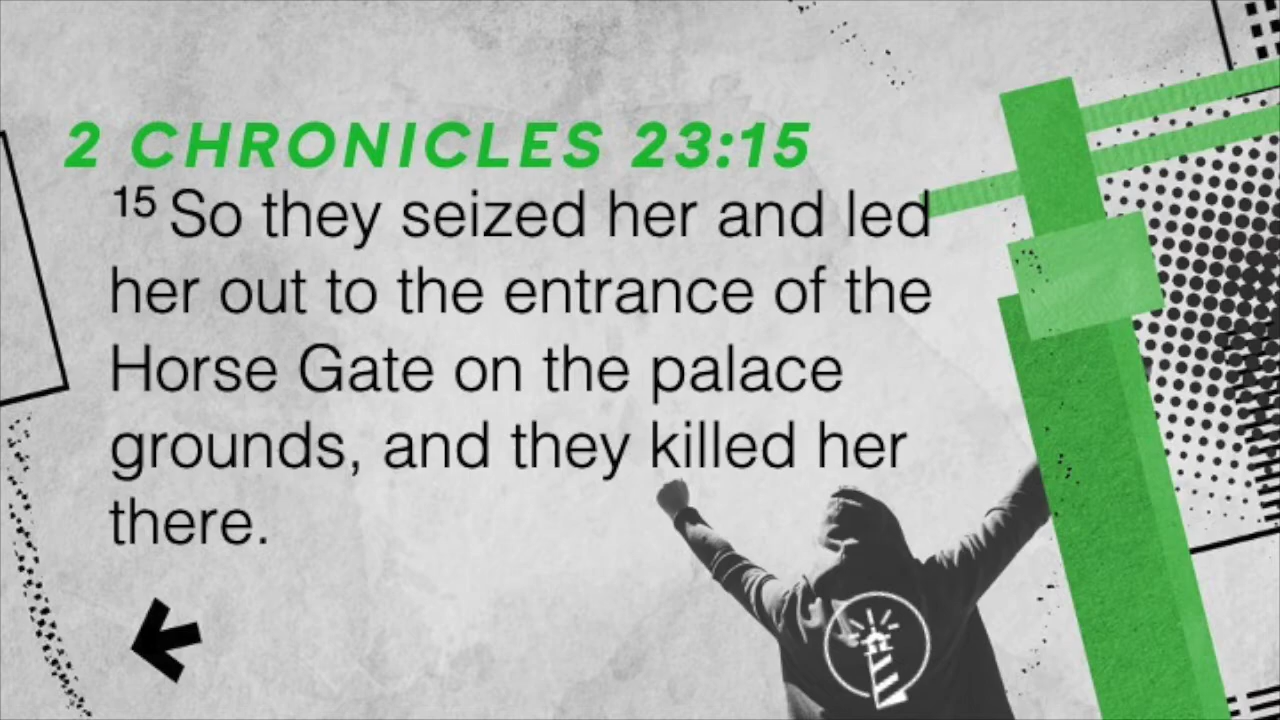 2 CHRONICLES 23:15
15 So they seized her and led
her out to the entrance of the
Horse Gate on the palace
grounds, and they killed her
there.